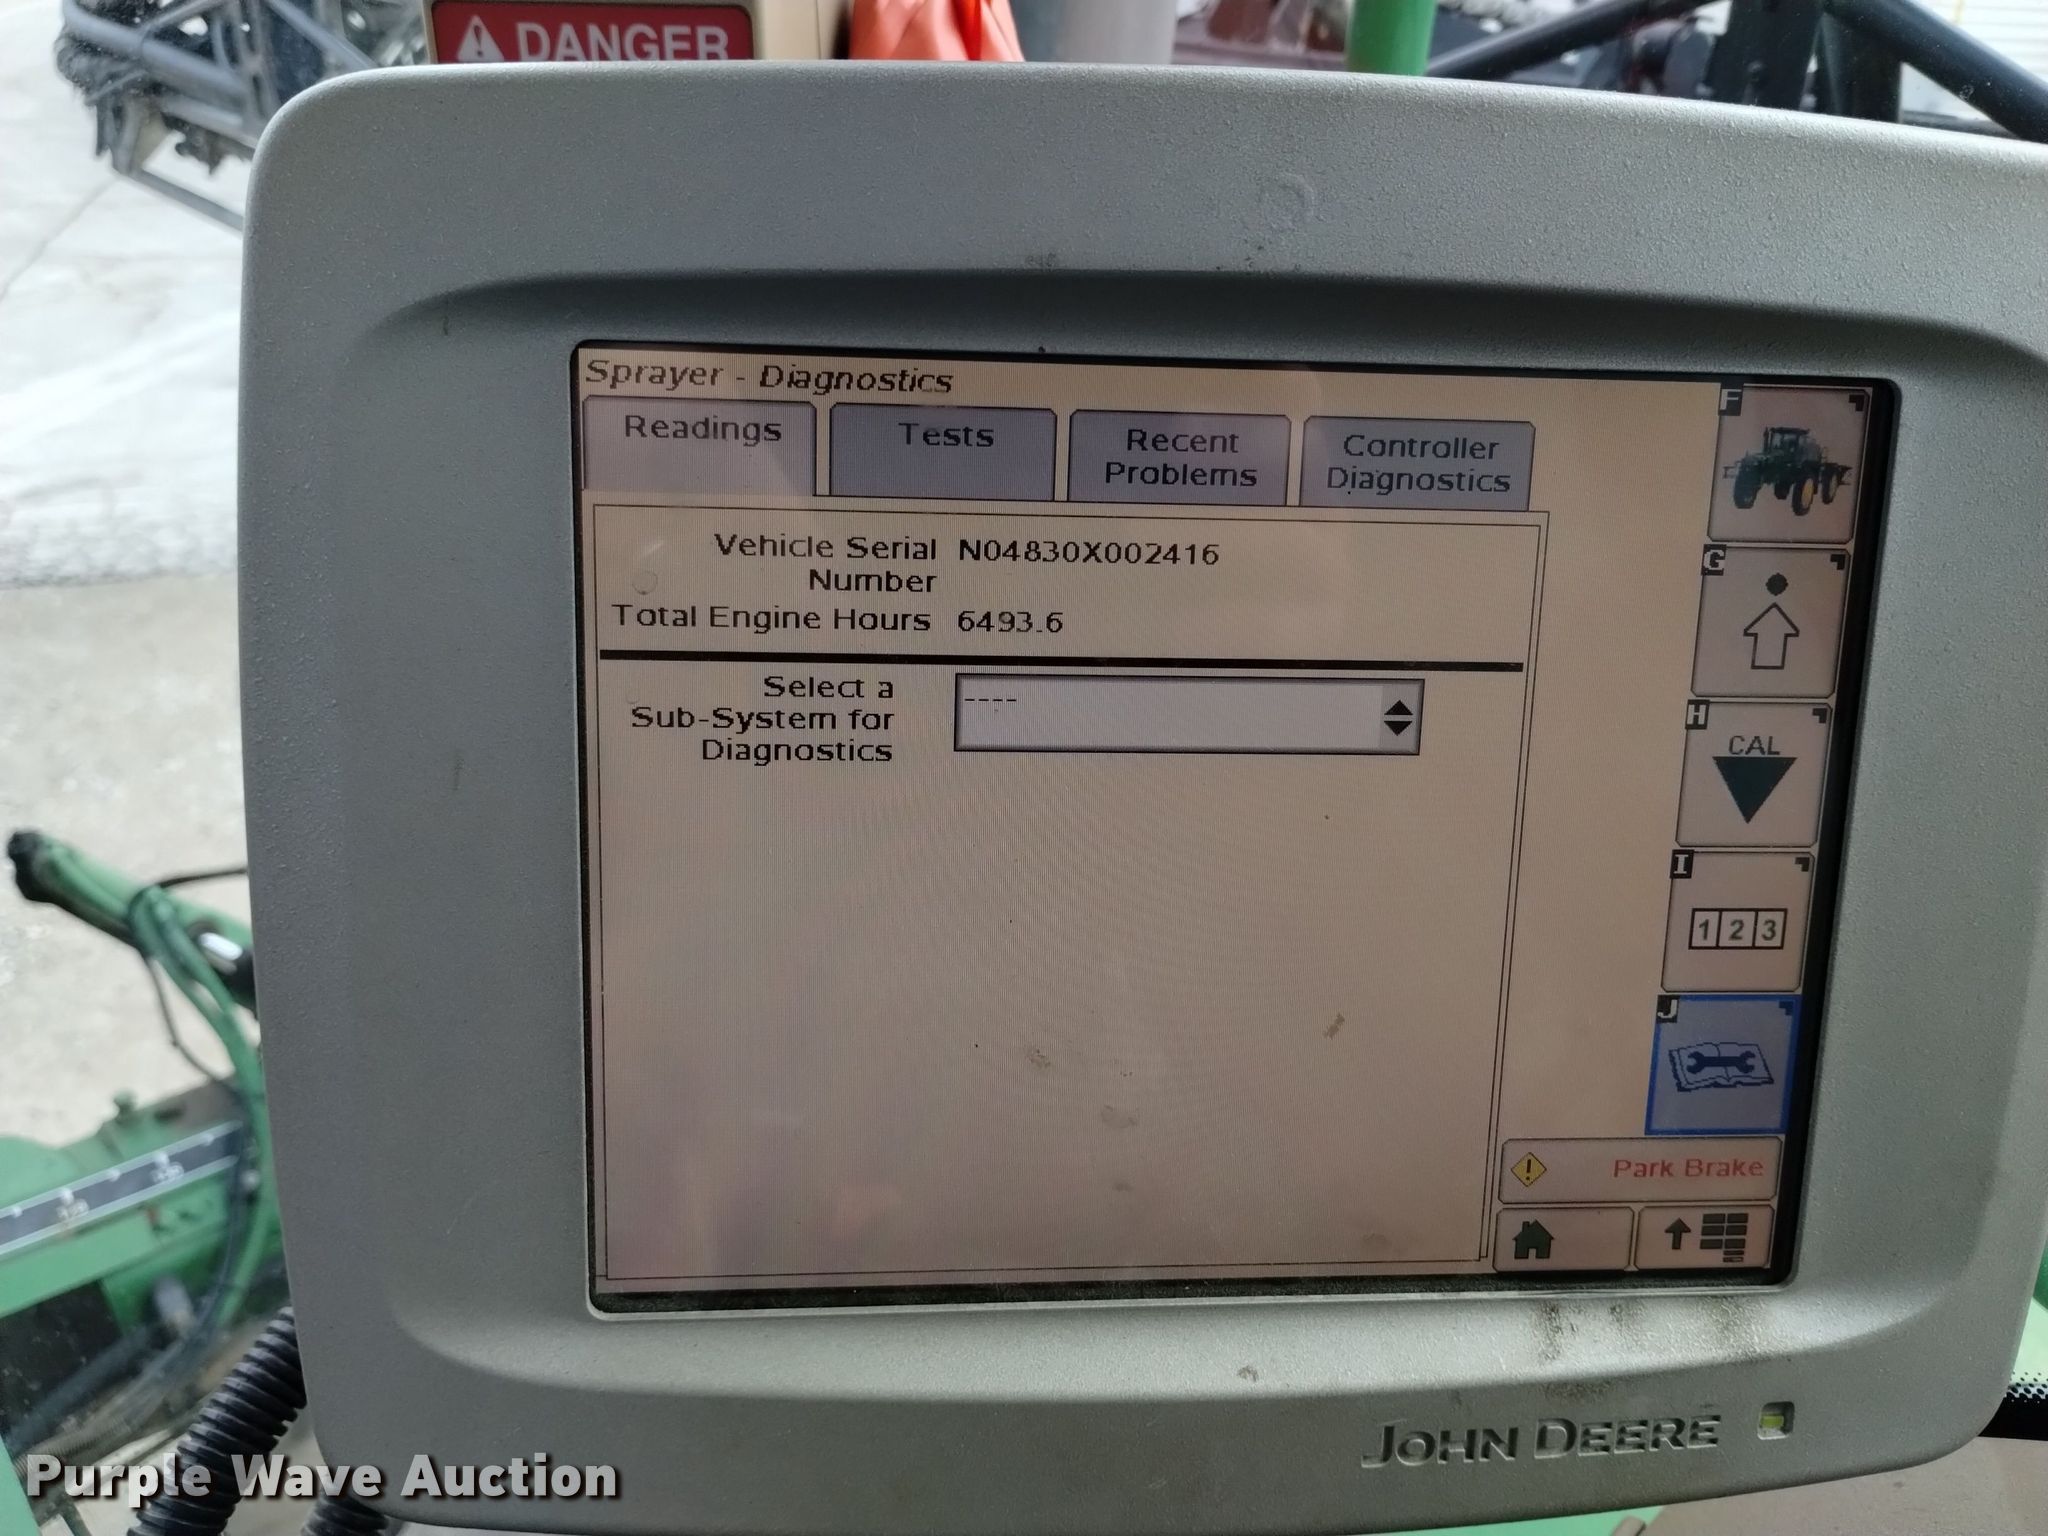 DANGER
Sprayer - Diagnostics
Readings
Tests
Recent
Problems
Controller
Diagnostics
Vehicle Serial N04830X002416
Number
Total Engine Hours 6493.6
Select a
Sub-System for
Diagnostics
----
F
G
H
CAL
I
1 2 3
J
Park Brake
JOHN DEERE
Purple Wave Auction